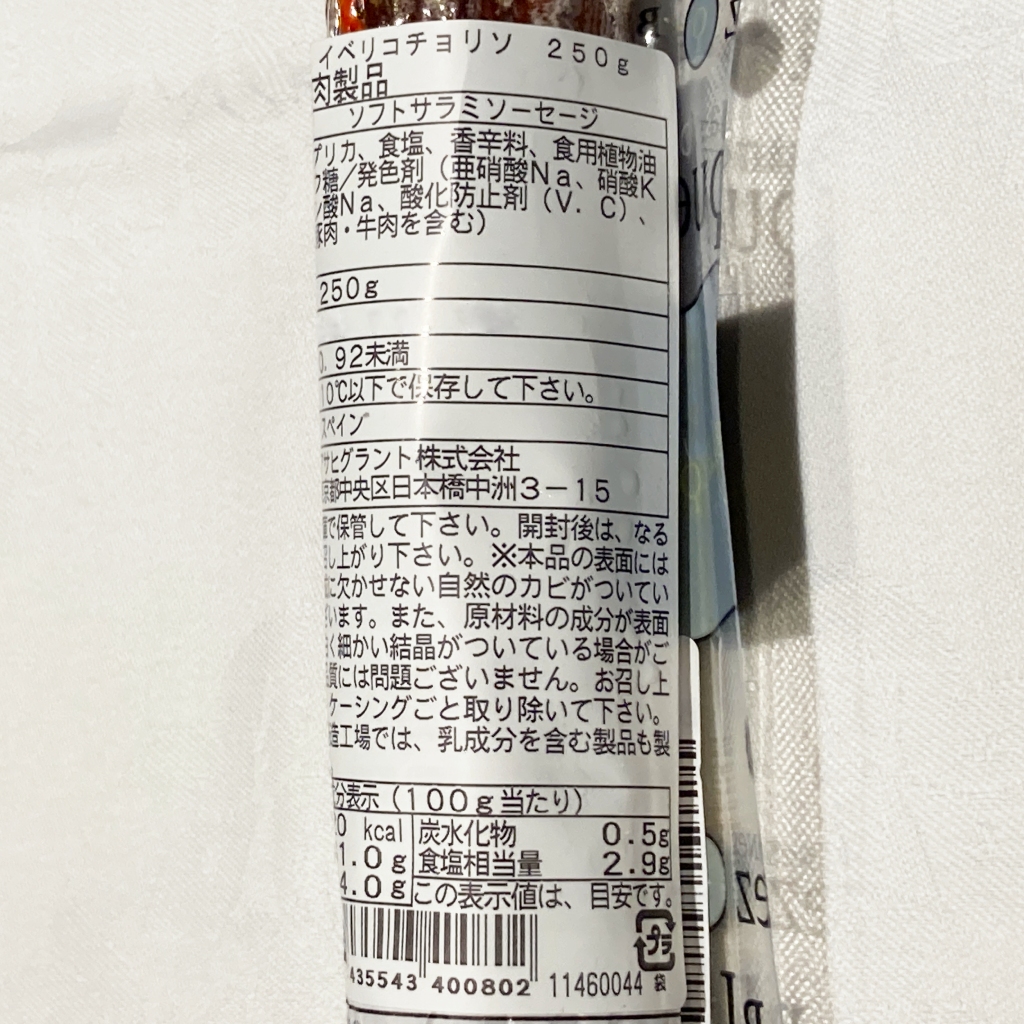 イベリコチョリソ 250g
肉製品
ソフトサラミソーセージ
プリカ、食塩、香辛料、食用植物油
糖／発色剤（亜硝酸Na、硝酸K
酸Na、酸化防止剤（V．C）、
豚肉・牛肉を含む）
250g
0．92未満
10℃以下で保存して下さい。
スペイン
サヒグラント株式会社
京都中央区日本橋中洲3－15
で保管して下さい。開封後は、なる
し上がり下さい。※本品の表面には
に欠かせない自然のカビがついてい
います。また、原材料の成分が表面
く細かい結晶がついている場合がご
質には問題ございません。お召し上
ケーシングごと取り除いて下さい。
造工場では、乳成分を含む製品も製
分表示（100g当たり）
0 kcal 炭水化物 0.5g
1.0g 食塩相当量 2.9g
4.0g この表示値は、目安です。
プラ
435543 400802 11460044 袋